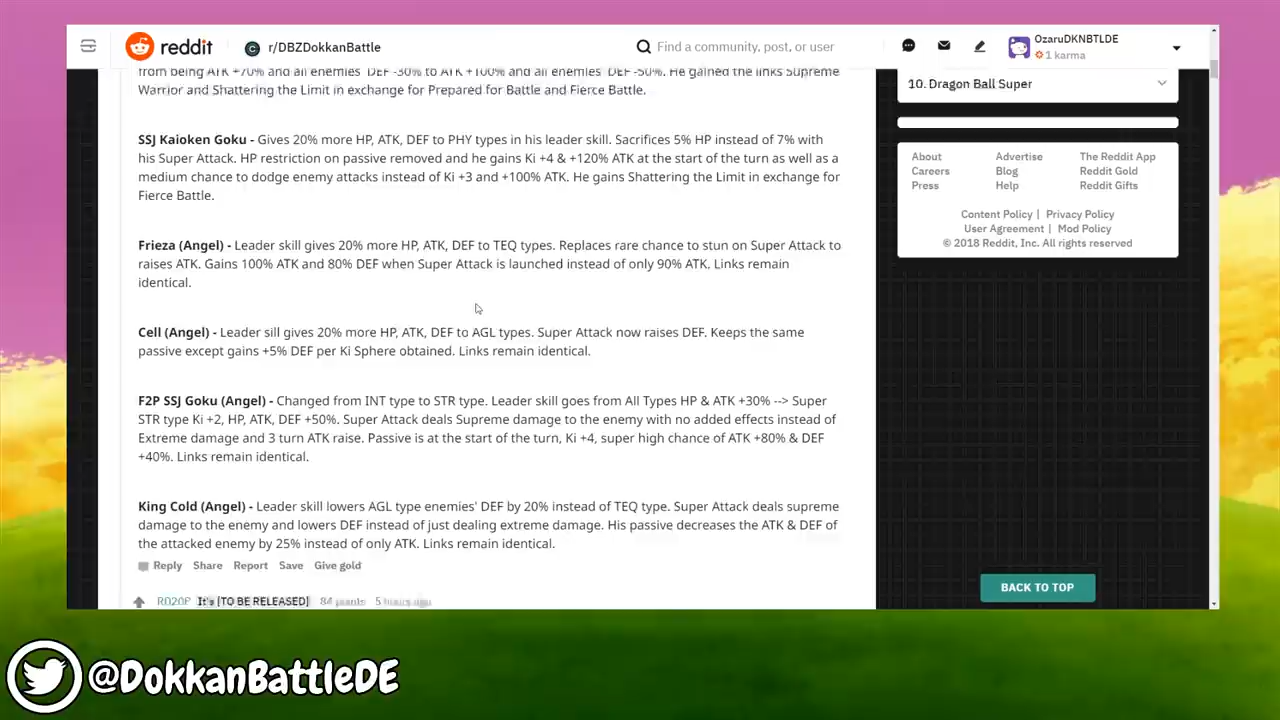 reddit
r/DBZDokkanBattle
Find a community, post, or user
OzaruDKNBTLDE
1 karma
from being ATK +70% and all enemies' DEF -30% to ATK +100% and all enemies' DEF -50%. He gained the links Supreme
Warrior and Shattering the Limit in exchange for Prepared for Battle and Fierce Battle.
SSJ Kaioken Goku - Gives 20% more HP, ATK, DEF to PHY types in his leader skill. Sacrifices 5% HP instead of 7% with
his Super Attack. HP restriction on passive removed and he gains Ki +4 & +120% ATK at the start of the turn as well as a
medium chance to dodge enemy attacks instead of Ki +3 and +100% ATK. He gains Shattering the Limit in exchange for
Fierce Battle.
Frieza (Angel) - Leader skill gives 20% more HP, ATK, DEF to TEQ types. Replaces rare chance to stun on Super Attack to
raises ATK. Gains 100% ATK and 80% DEF when Super Attack is launched instead of only 90% ATK. Links remain
identical.
Cell (Angel) - Leader sill gives 20% more HP, ATK, DEF to AGL types. Super Attack now raises DEF. Keeps the same
passive except gains +5% DEF per Ki Sphere obtained. Links remain identical.
F2P SSJ Goku (Angel) - Changed from INT type to STR type. Leader skill goes from All Types HP & ATK +30% --> Super
STR type Ki +2, HP, ATK, DEF +50%. Super Attack deals Supreme damage to the enemy with no added effects instead of
Extreme damage and 3 turn ATK raise. Passive is at the start of the turn, Ki +4, super high chance of ATK +80% & DEF
+40%. Links remain identical.
King Cold (Angel) - Leader skill lowers AGL type enemies' DEF by 20% instead of TEQ type. Super Attack deals supreme
damage to the enemy and lowers DEF instead of just dealing extreme damage. His passive decreases the ATK & DEF of
the attacked enemy by 25% instead of only ATK. Links remain identical.
Reply Share Report Save Give gold
R020P It's [TO BE RELEASED] 84 points 5 hours ago
10. Dragon Ball Super
About Advertise The Reddit App
Careers Blog Reddit Gold
Press Help Reddit Gifts
Content Policy | Privacy Policy
User Agreement | Mod Policy
© 2018 Reddit, Inc. All rights reserved
BACK TO TOP
@DokkanBattleDE